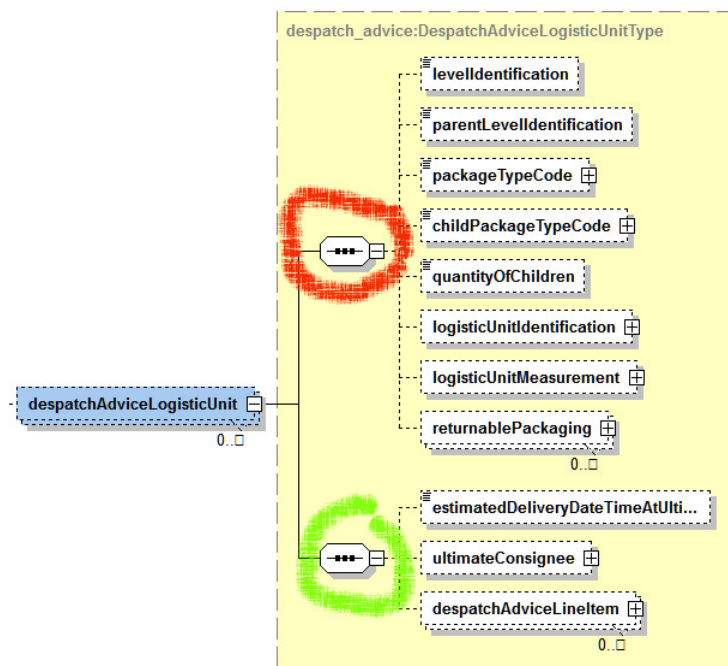 despatch_advice:DespatchAdviceLogisticUnitType
levelIdentification
parentLevelIdentification
packageTypeCode
childPackageTypeCode
quantityOfChildren
logisticUnitIdentification
logisticUnitMeasurement
despatchAdviceLogisticUnit
0..□
returnablePackaging
0..□
estimatedDeliveryDateTimeAtUlti...
ultimateConsignee
despatchAdviceLineItem
0..□